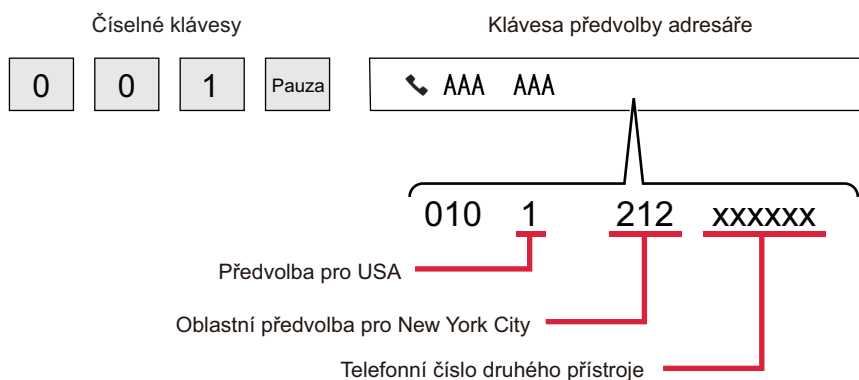 Číselné klávesy Klávesa předvolby adresáře
0 0 1 Pauza AAA AAA
010 1 212 xxxxxx
Předvolba pro USA
Oblastní předvolba pro New York City
Telefonní číslo druhého přístroje